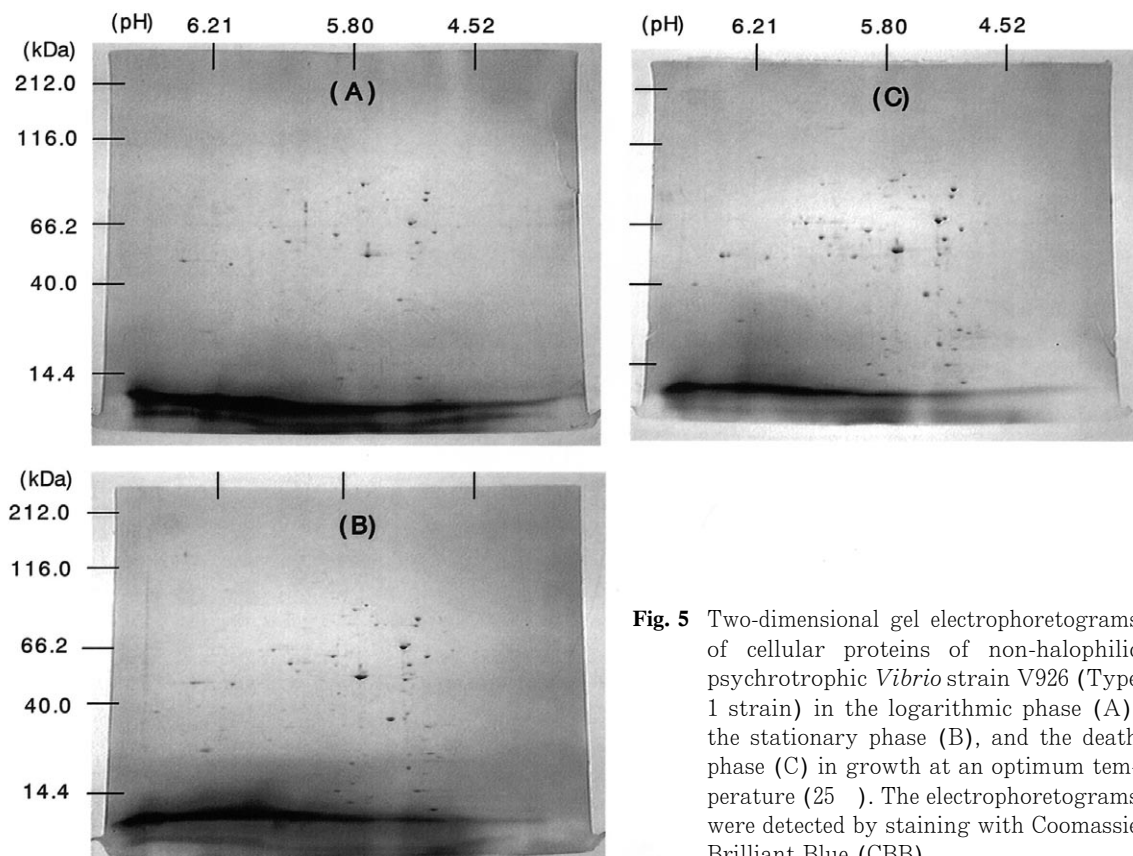 (pH) 6.21 5.80 4.52
(kDa)
212.0
116.0
66.2
40.0
14.4
(A)
(pH) 6.21 5.80 4.52
(C)
(kDa)
212.0
116.0
66.2
40.0
14.4
(B)
Fig. 5 Two-dimensional gel electrophoretograms
of cellular proteins of non-halophilic
psychrotrophic Vibrio strain V926 (Type
1 strain) in the logarithmic phase (A)
the stationary phase (B), and the death
phase (C) in growth at an optimum tem-
perature (25 ). The electrophoretograms
were detected by staining with Coomassie
Brilliant Blue (CBB)